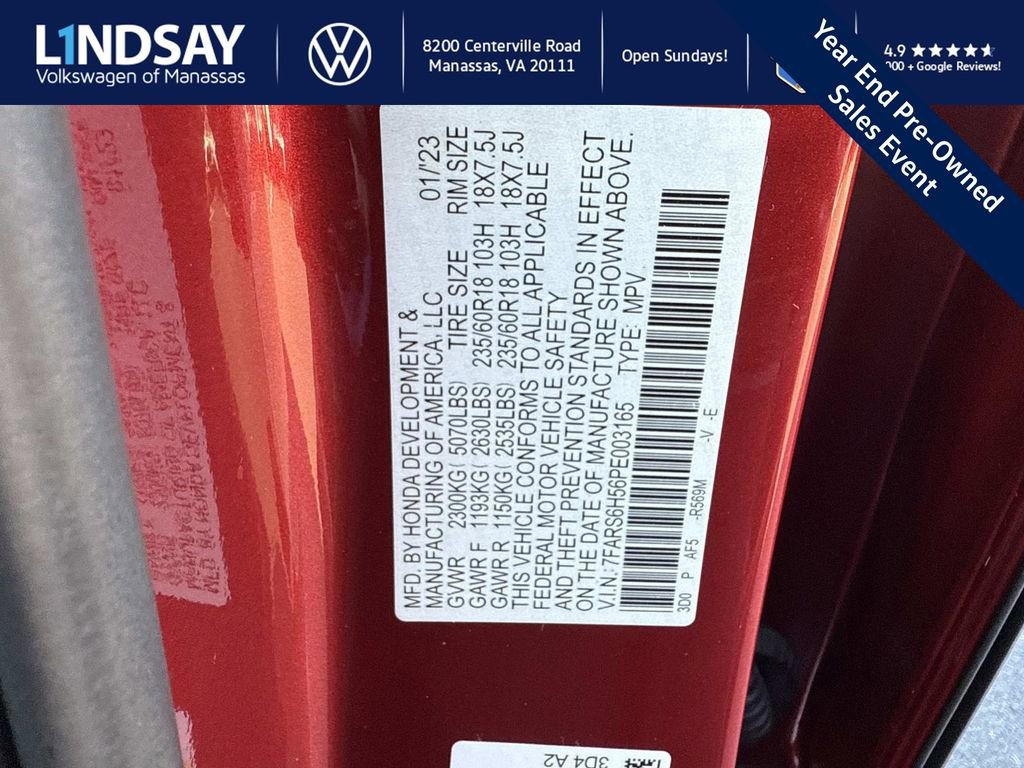 L1NDSAY
Volkswagen of Manassas
8200 Centerville Road
Manassas, VA 20111
Open Sundays!
4.9
000 + Google Reviews!
Year End Pre-Owned
Sales Event
MFD. BY HONDA DEVELOPMENT &
MANUFACTURING OF AMERICA, LLC 01/'23
GVWR 2300KG( 5070LBS) TIRE SIZE RIM SIZE
GAWR F 1193KG( 2630LBS) 235/60R18 103H 18X7.5J
GAWR R 1150KG( 2535LBS) 235/60R18 103H 18X7.5J
THIS VEHICLE CONFORMS TO ALL APPLICABLE
FEDERAL MOTOR VEHICLE SAFETY
AND THEFT PREVENTION STANDARDS IN EFFECT
ON THE DATE OF MANUFACTURE SHOWN ABOVE.
V.I.N.:7FARS6H56PE003165 TYPE: MPV
3D0 P AF5 -R569M -V -E
3D4 A2